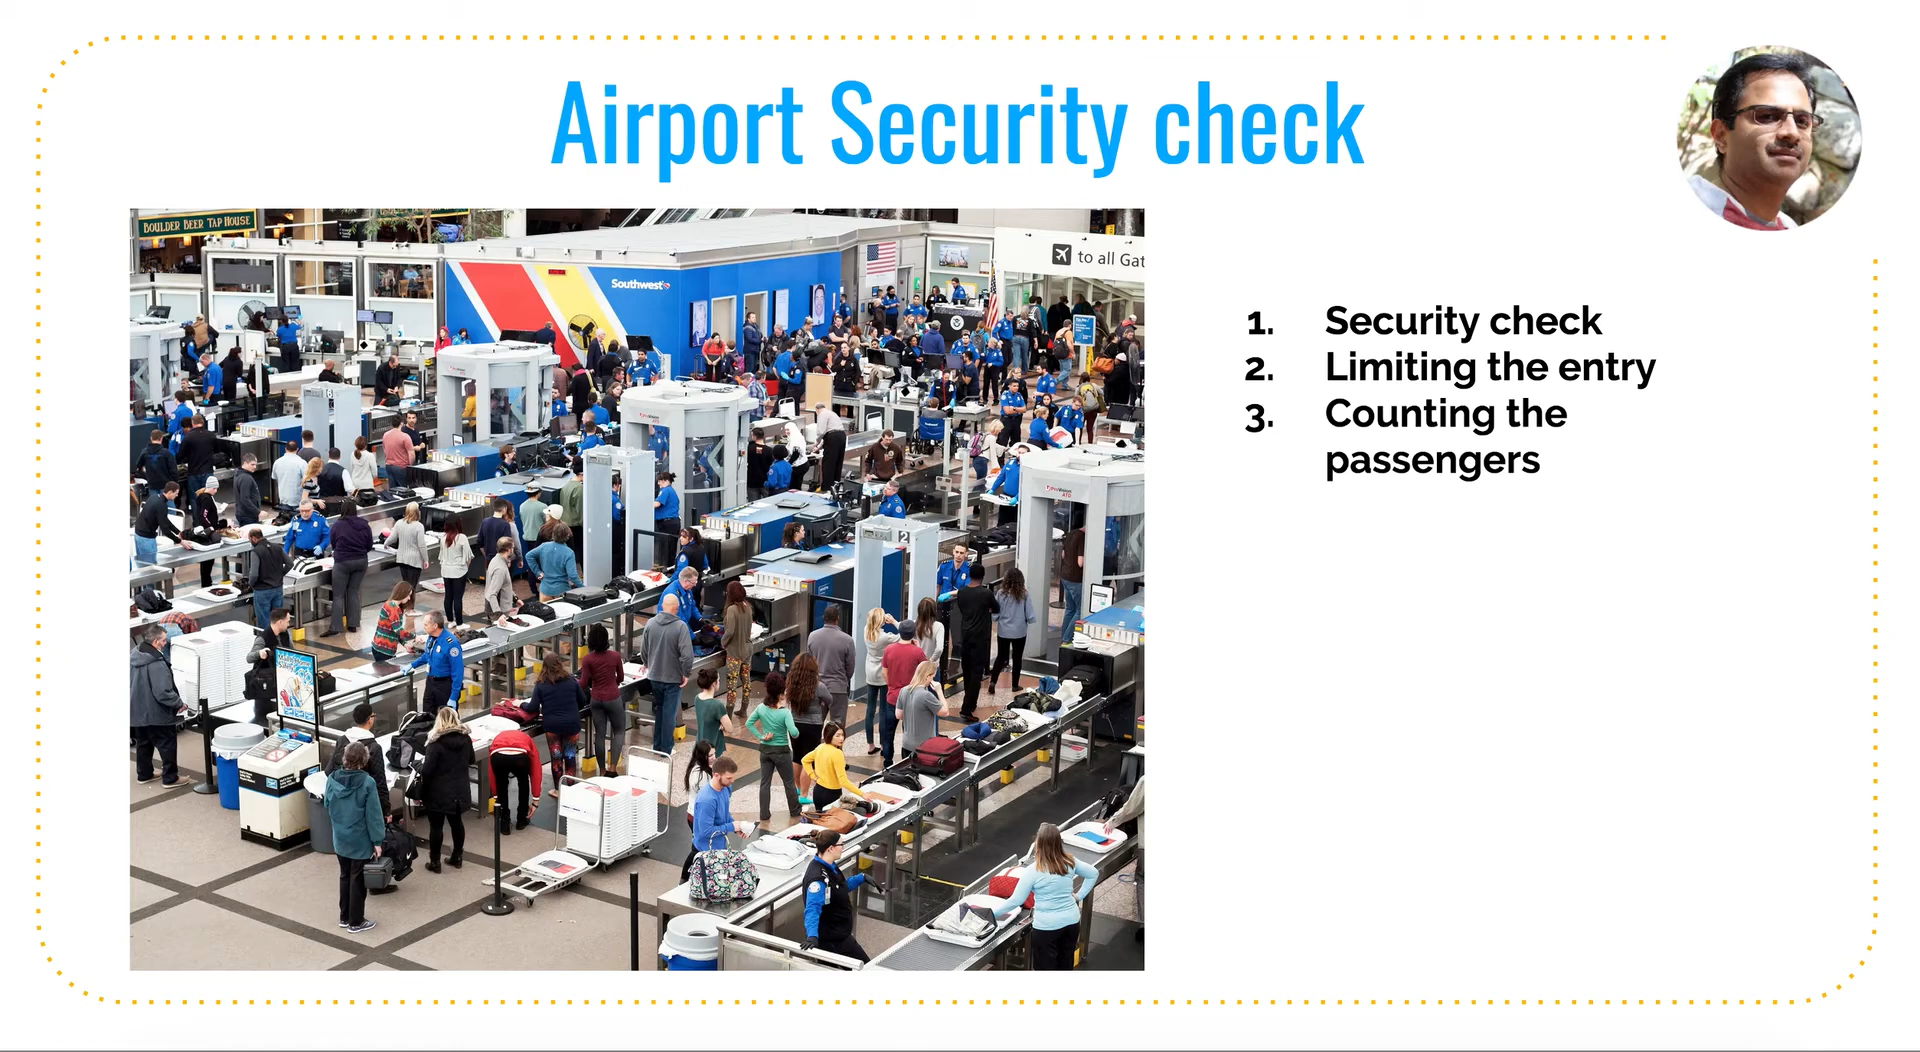 Airport Security check
BOULDER BEER TAP HOUSE
Southwest
to all Gat
2
1. Security check
2. Limiting the entry
3. Counting the
passengers